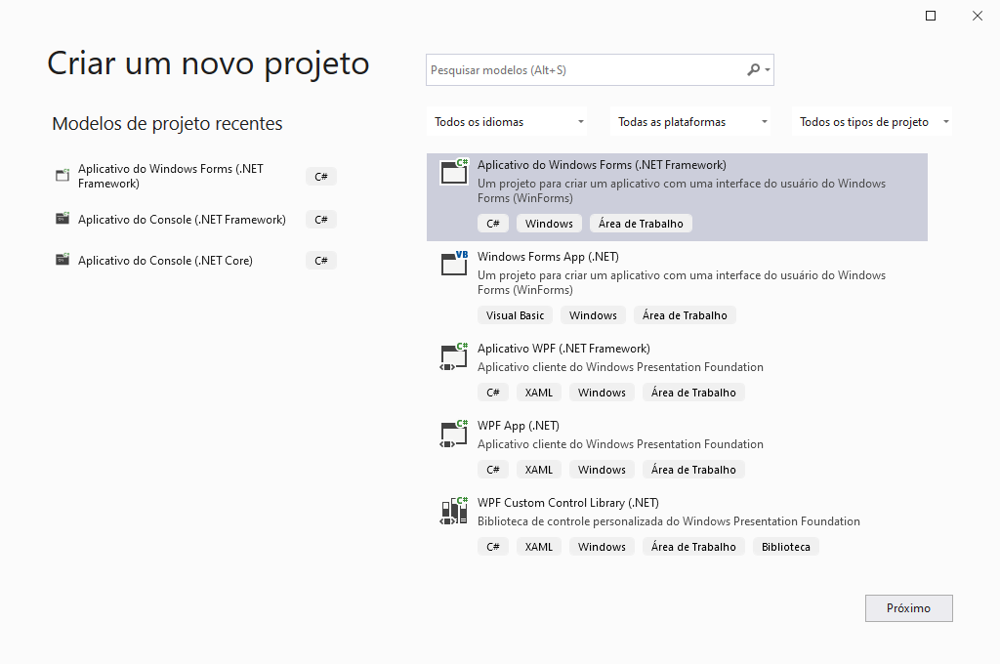 Criar um novo projeto
Pesquisar modelos (Alt+S)
Modelos de projeto recentes
Todos os idiomas
Todas as plataformas
Todos os tipos de projeto
Aplicativo do Windows Forms (.NET
Framework)
C#
Aplicativo do Console (.NET Framework)
C#
Aplicativo do Console (.NET Core)
C#
C#
Aplicativo do Windows Forms (.NET Framework)
Um projeto para criar um aplicativo com uma interface do usuário do Windows
Forms (WinForms)
C# Windows Área de Trabalho
VB
Windows Forms App (.NET)
Um projeto para criar um aplicativo com uma interface do usuário do Windows
Forms (WinForms)
Visual Basic Windows Área de Trabalho
C#
Aplicativo WPF (.NET Framework)
Aplicativo cliente do Windows Presentation Foundation
C# XAML Windows Área de Trabalho
C#
WPF App (.NET)
Aplicativo cliente do Windows Presentation Foundation
C# XAML Windows Área de Trabalho
C#
WPF Custom Control Library (.NET)
Biblioteca de controle personalizada do Windows Presentation Foundation
C# XAML Windows Área de Trabalho Biblioteca
Próximo